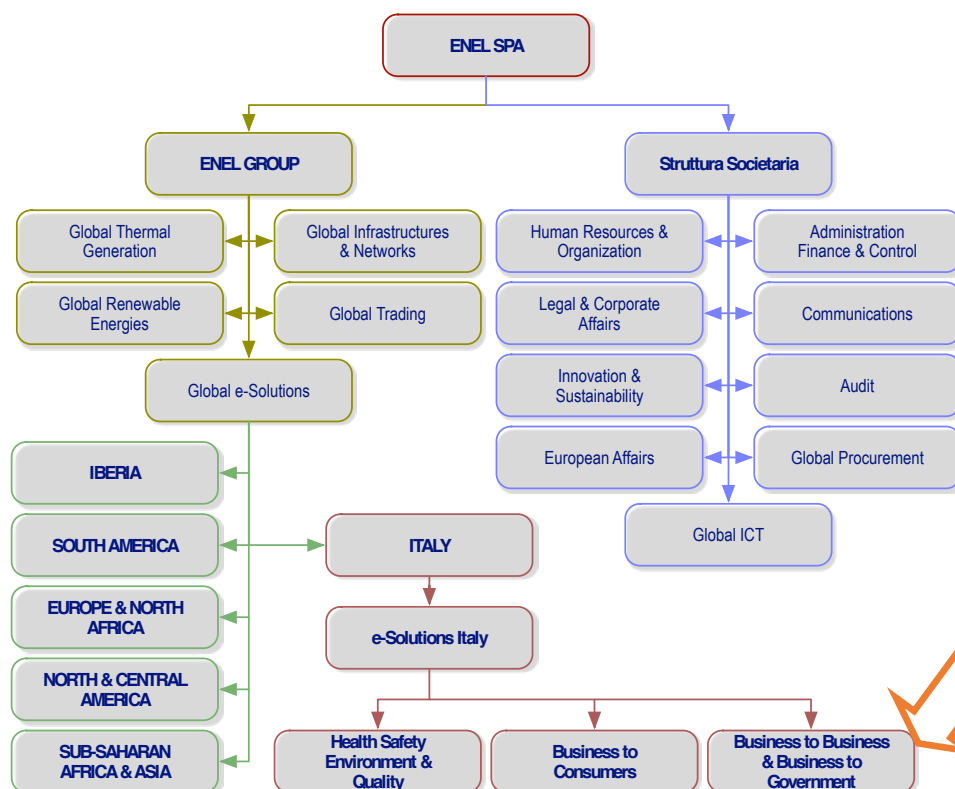 ENEL SPA
ENEL GROUP
Struttura Societaria
Global Thermal
Generation
Global Infrastructures
& Networks
Human Resources &
Organization
Administration
Finance & Control
Global Renewable
Energies
Global Trading
Legal & Corporate
Affairs
Communications
Global e-Solutions
Innovation &
Sustainability
Audit
IBERIA
European Affairs
Global Procurement
SOUTH AMERICA
ITALY
Global ICT
EUROPE & NORTH
AFRICA
e-Solutions Italy
NORTH & CENTRAL
AMERICA
SUB-SAHARAN
AFRICA & ASIA
Health Safety
Environment &
Quality
Business to
Consumers
Business to Business
& Business to
Government